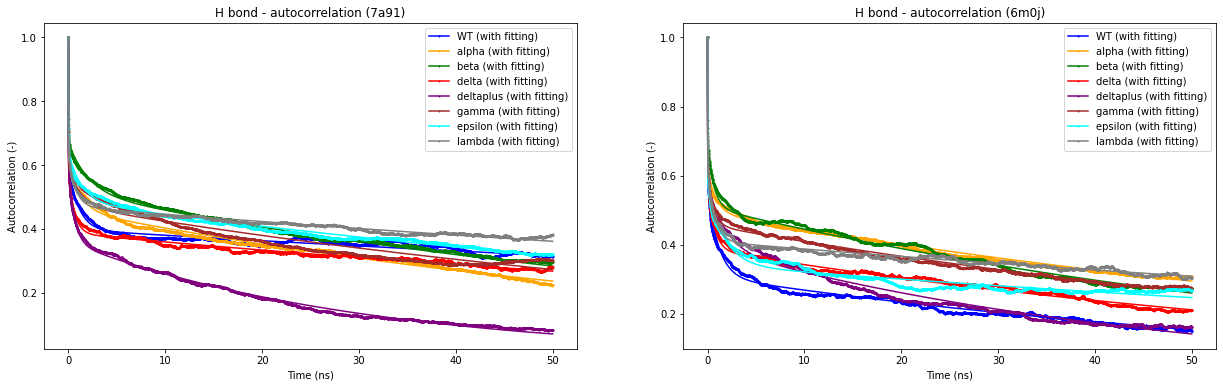 H bond - autocorrelation (7a91)
Autocorrelation (-)
1.0
0.8
0.6
0.4
0.2
0
10
20
30
40
50
Time (ns)
WT (with fitting)
alpha (with fitting)
beta (with fitting)
delta (with fitting)
deltaplus (with fitting)
gamma (with fitting)
epsilon (with fitting)
lambda (with fitting)
H bond - autocorrelation (6m0j)
Autocorrelation (-)
1.0
0.8
0.6
0.4
0.2
0
10
20
30
40
50
Time (ns)
WT (with fitting)
alpha (with fitting)
beta (with fitting)
delta (with fitting)
deltaplus (with fitting)
gamma (with fitting)
epsilon (with fitting)
lambda (with fitting)